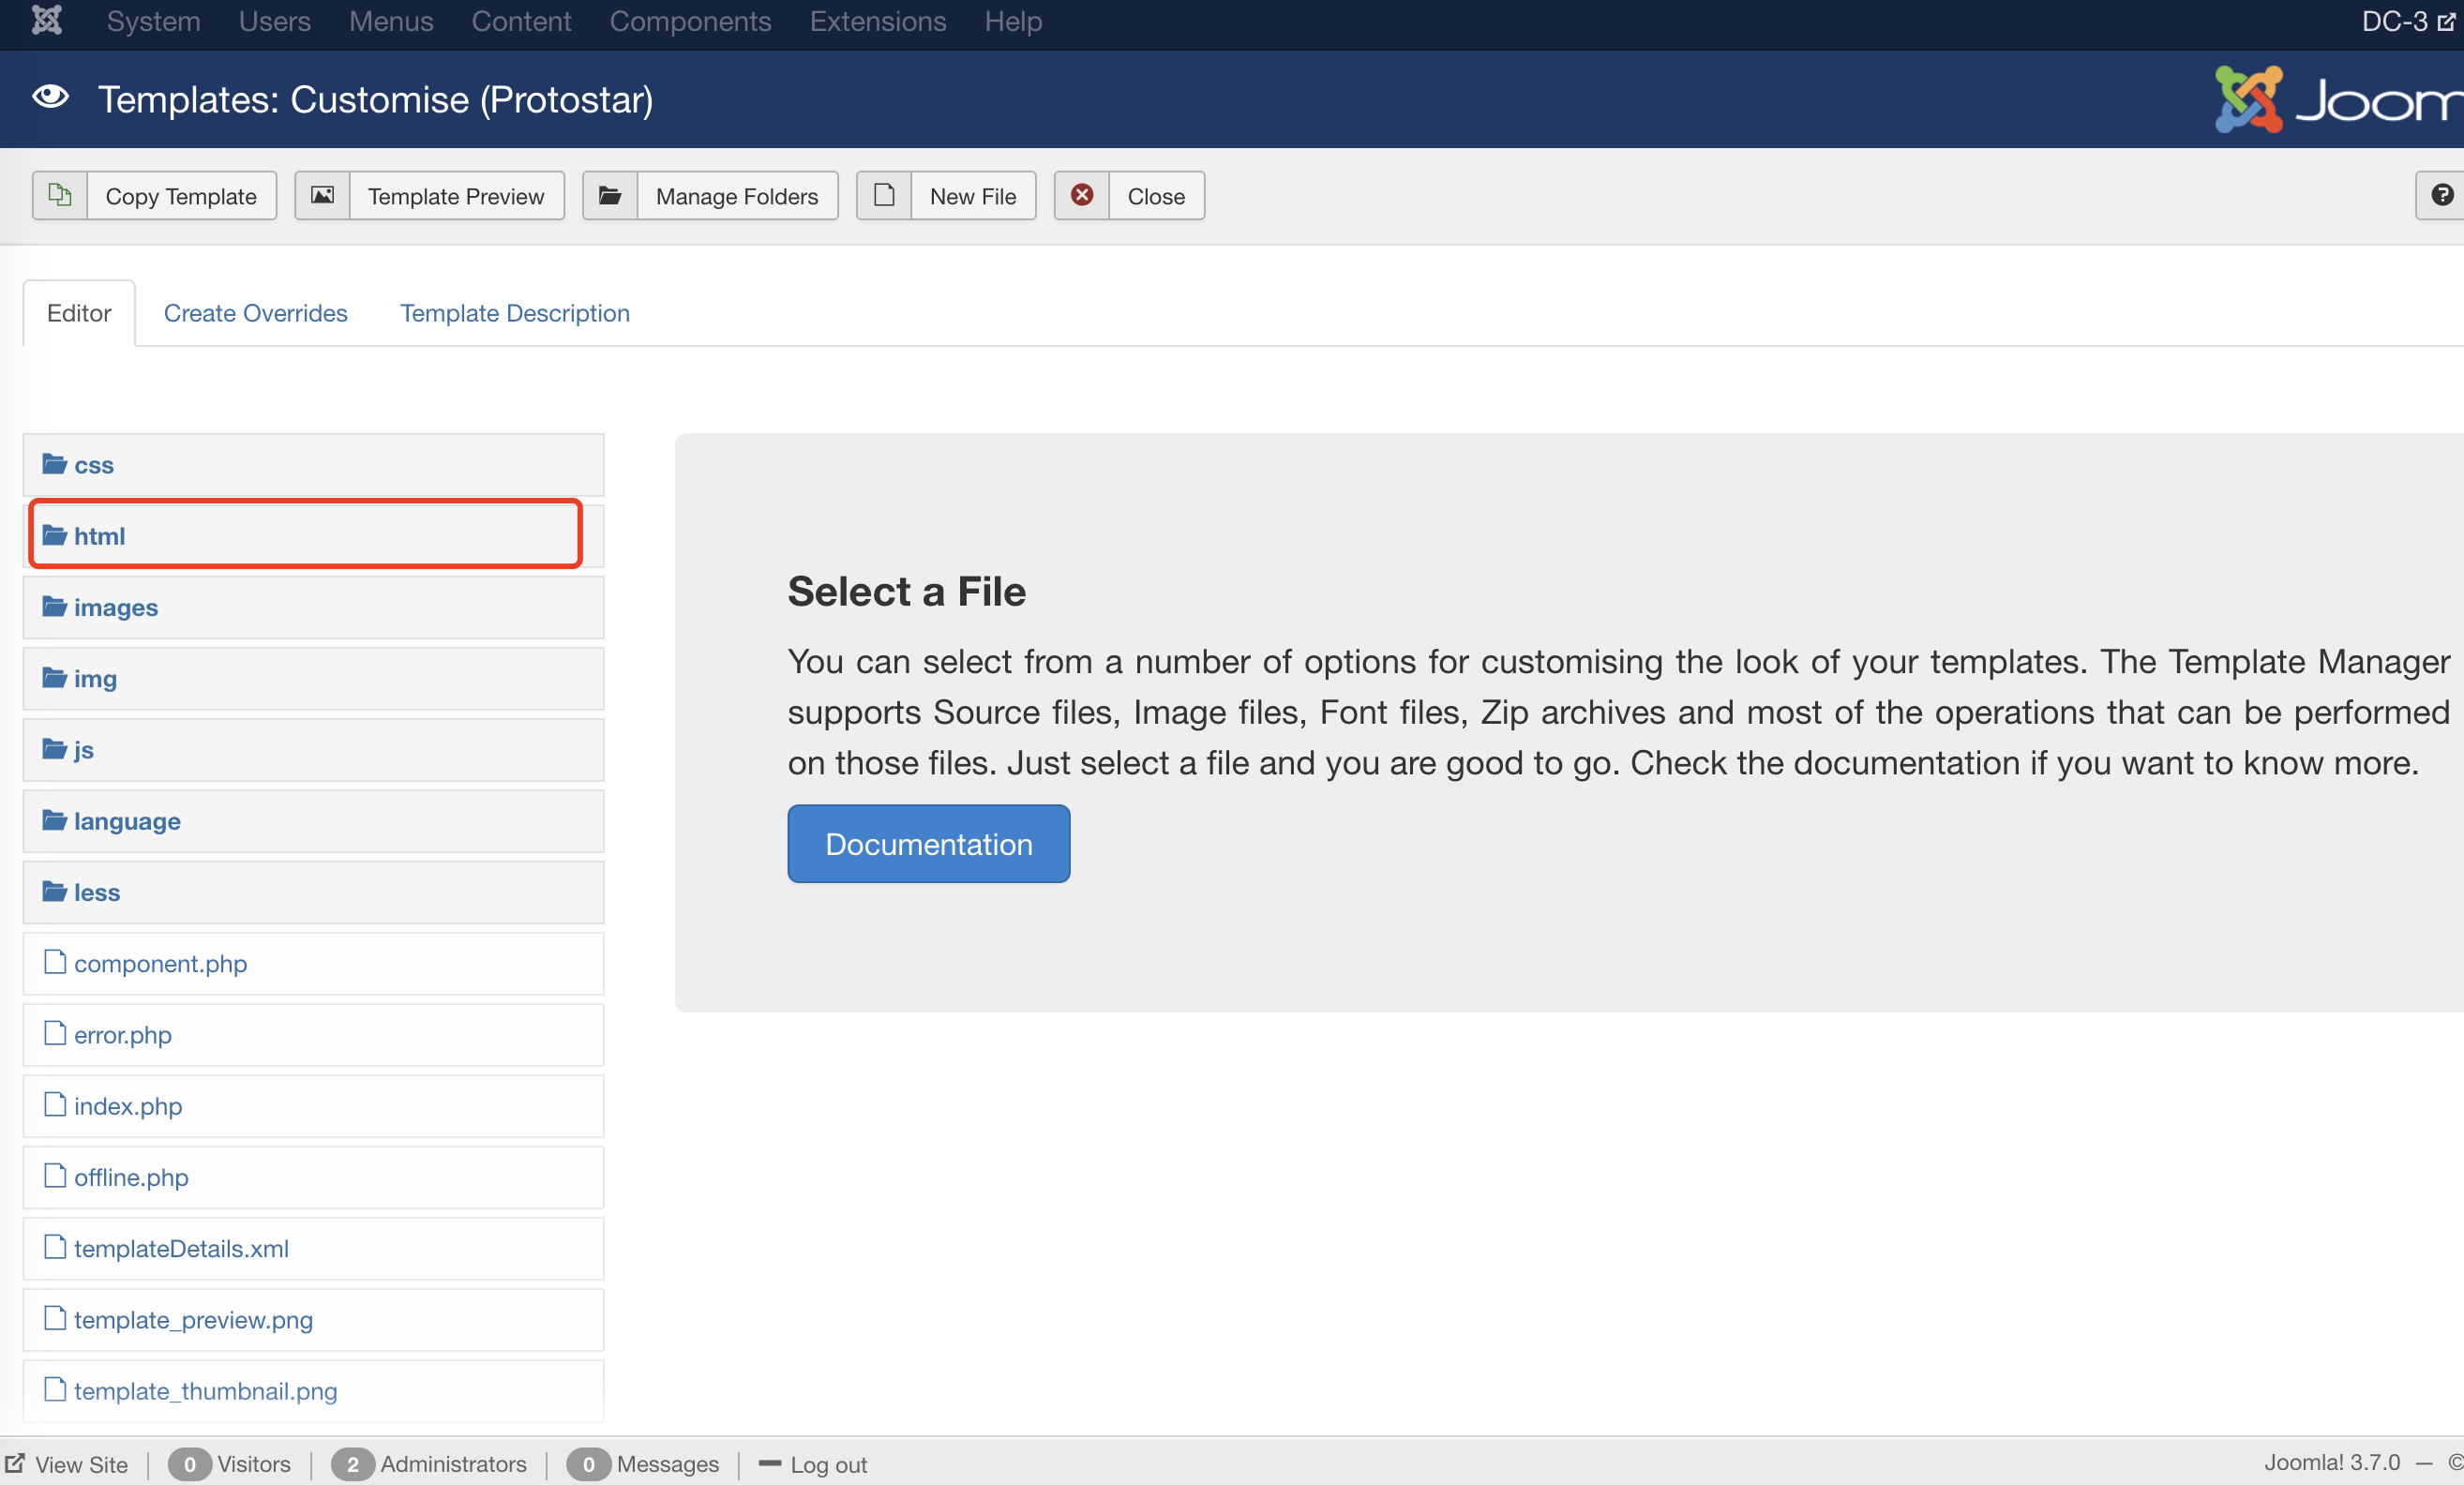 System Users Menus Content Components Extensions Help DC-3
Templates: Customise (Protostar)
Joom
Copy Template Template Preview Manage Folders New File Close ?
Editor Create Overrides Template Description
css
html
images
img
js
language
less
component.php
error.php
index.php
offline.php
templateDetails.xml
template_preview.png
template_thumbnail.png
Select a File
You can select from a number of options for customising the look of your templates. The Template Manager
supports Source files, Image files, Font files, Zip archives and most of the operations that can be performed
on those files. Just select a file and you are good to go. Check the documentation if you want to know more.
Documentation
View Site 0 Visitors 2 Administrators 0 Messages Log out Joomla! 3.7.0 — ©